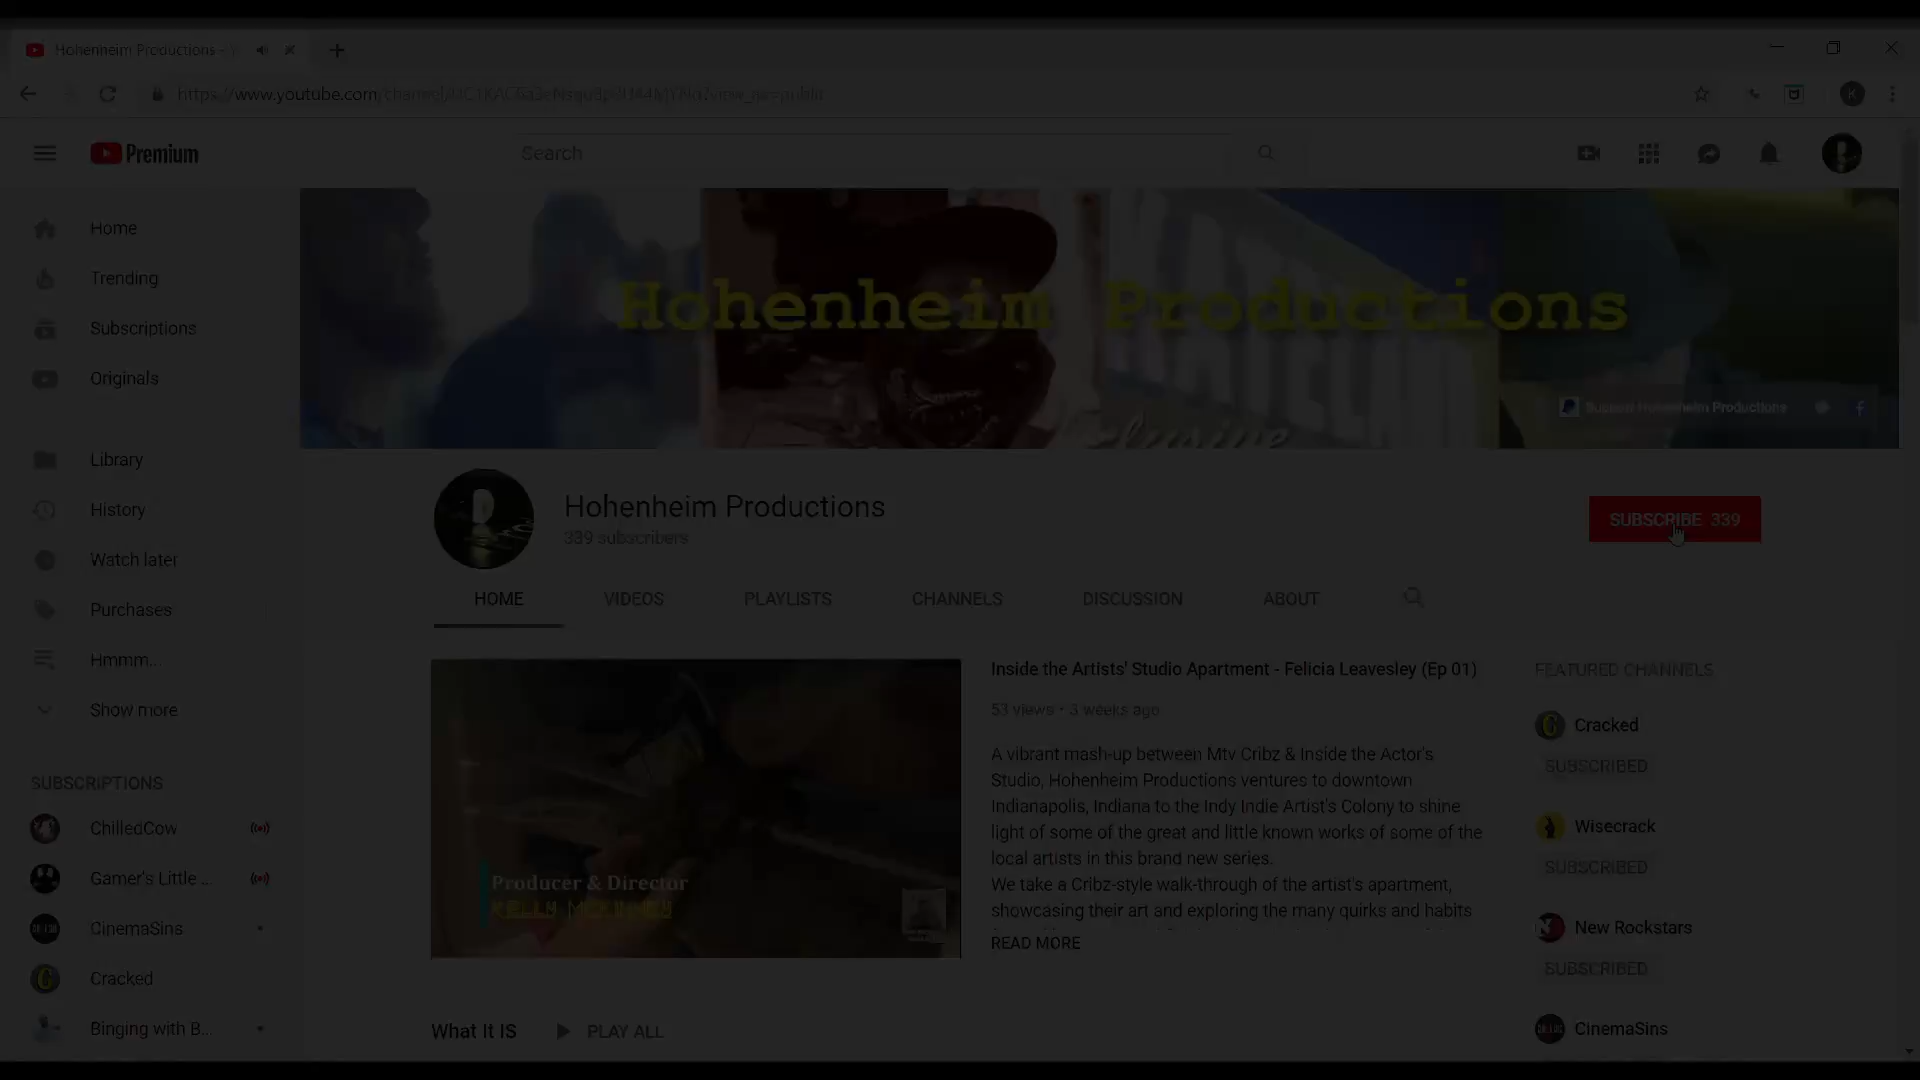 Hohenheim Productions -
https://www.youtube.com/channel/
Premium
Search
Home
Trending
Subscriptions
Originals
Library
History
Watch later
Purchases
Hmmm...
Show more
SUBSCRIPTIONS
ChilledCow
Gamer's Little ...
CinemaSins
Cracked
Binging with B...
Hohenheim Productions
Exclusive
Support Hohenheim Productions
Hohenheim Productions
339 subscribers
SUBSCRIBE 339
HOME VIDEOS PLAYLISTS CHANNELS DISCUSSION ABOUT
Producer & Director
KELLY MCKINNEY
Inside the Artists' Studio Apartment - Felicia Leavesley (Ep 01)
53 views • 3 weeks ago
A vibrant mash-up between Mtv Cribz & Inside the Actor's
Studio, Hohenheim Productions ventures to downtown
Indianapolis, Indiana to the Indy Indie Artist's Colony to shine
light of some of the great and little known works of some of the
local artists in this brand new series.
We take a Cribz-style walk-through of the artist's apartment,
showcasing their art and exploring the many quirks and habits
READ MORE
FEATURED CHANNELS
Cracked
SUBSCRIBED
Wisecrack
SUBSCRIBED
New Rockstars
SUBSCRIBED
CinemaSins
What It IS PLAY ALL